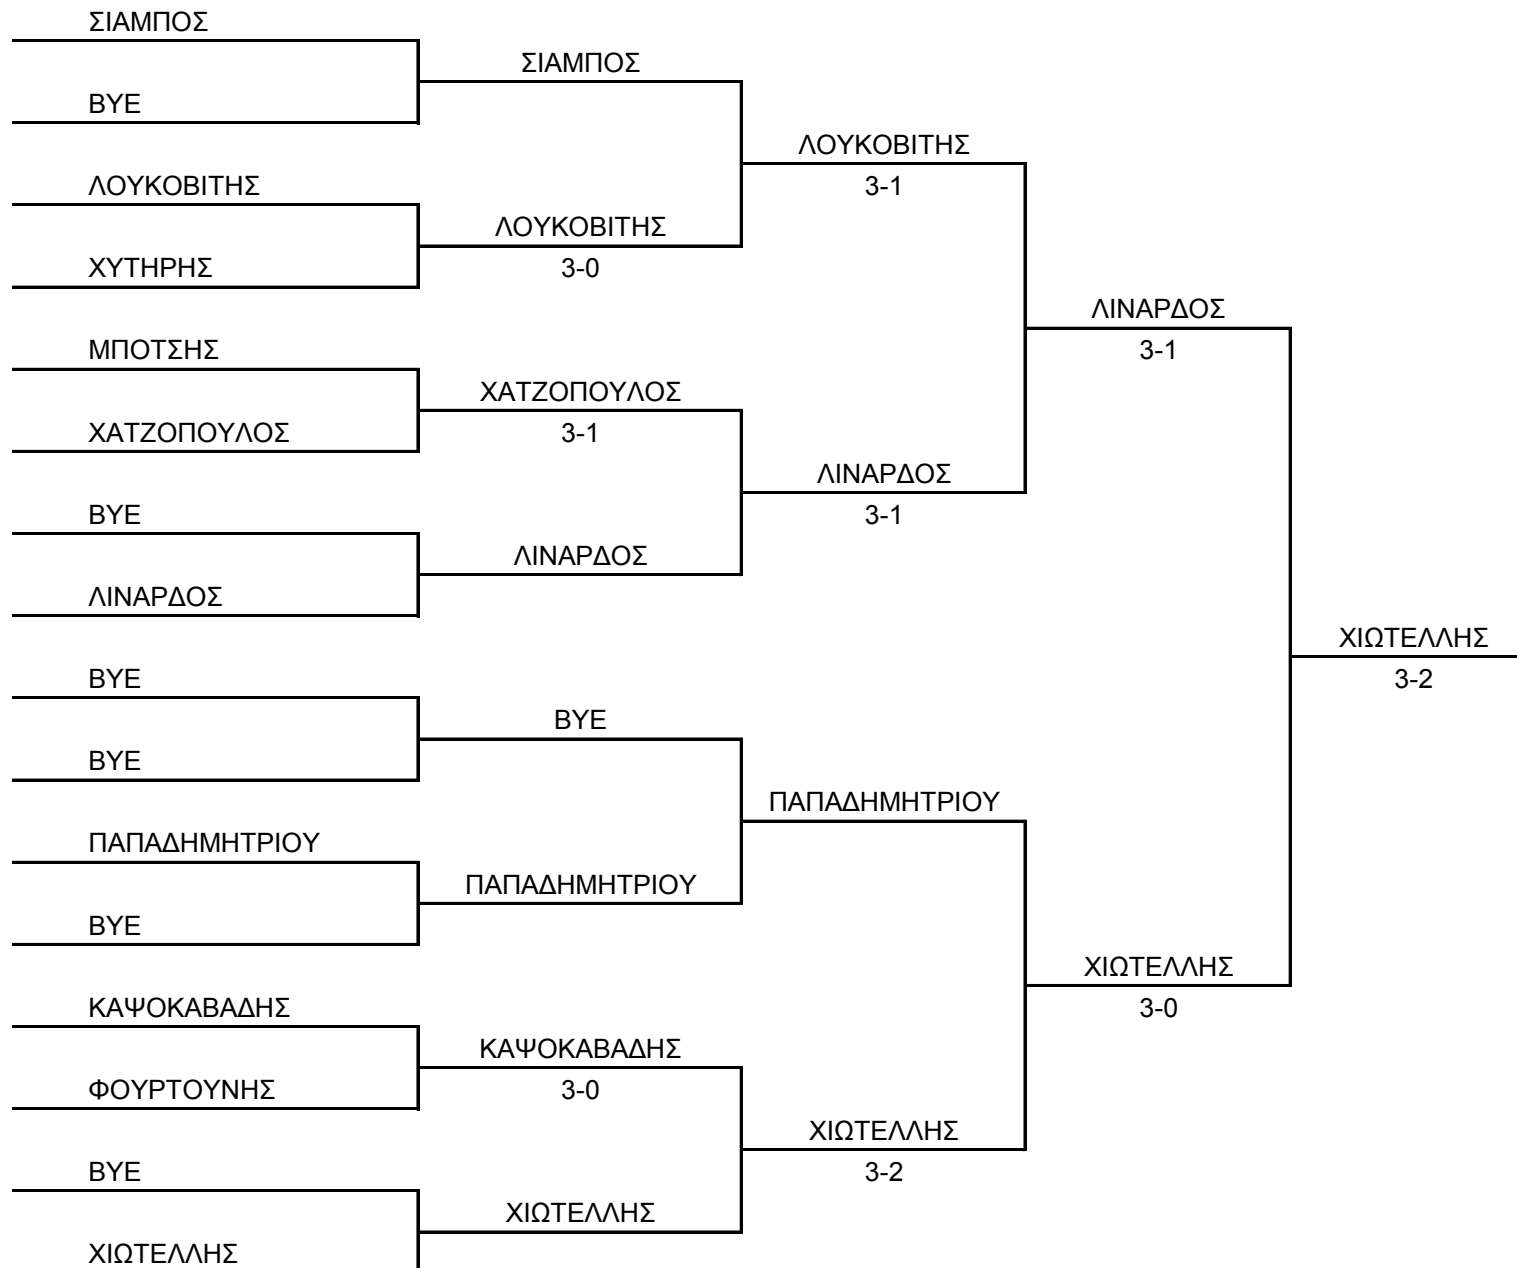 ΣΙΑΜΠΟΣ
BYE
ΛΟΥΚΟΒΙΤΗΣ
ΧΥΤΗΡΗΣ
ΜΠΟΤΣΗΣ
ΧΑΤΖΟΠΟΥΛΟΣ
BYE
ΛΙΝΑΡΔΟΣ
BYE
BYE
ΠΑΠΑΔΗΜΗΤΡΙΟΥ
BYE
ΚΑΨΟΚΑΒΑΔΗΣ
ΦΟΥΡΤΟΥΝΗΣ
BYE
ΧΙΩΤΕΛΛΗΣ
ΣΙΑΜΠΟΣ
ΛΟΥΚΟΒΙΤΗΣ
3-0
ΧΑΤΖΟΠΟΥΛΟΣ
3-1
ΛΙΝΑΡΔΟΣ
BYE
ΠΑΠΑΔΗΜΗΤΡΙΟΥ
ΚΑΨΟΚΑΒΑΔΗΣ
3-0
ΧΙΩΤΕΛΛΗΣ
ΛΟΥΚΟΒΙΤΗΣ
3-1
ΛΙΝΑΡΔΟΣ
3-1
ΠΑΠΑΔΗΜΗΤΡΙΟΥ
ΧΙΩΤΕΛΛΗΣ
3-2
ΛΙΝΑΡΔΟΣ
3-1
ΧΙΩΤΕΛΛΗΣ
3-0
ΧΙΩΤΕΛΛΗΣ
3-2